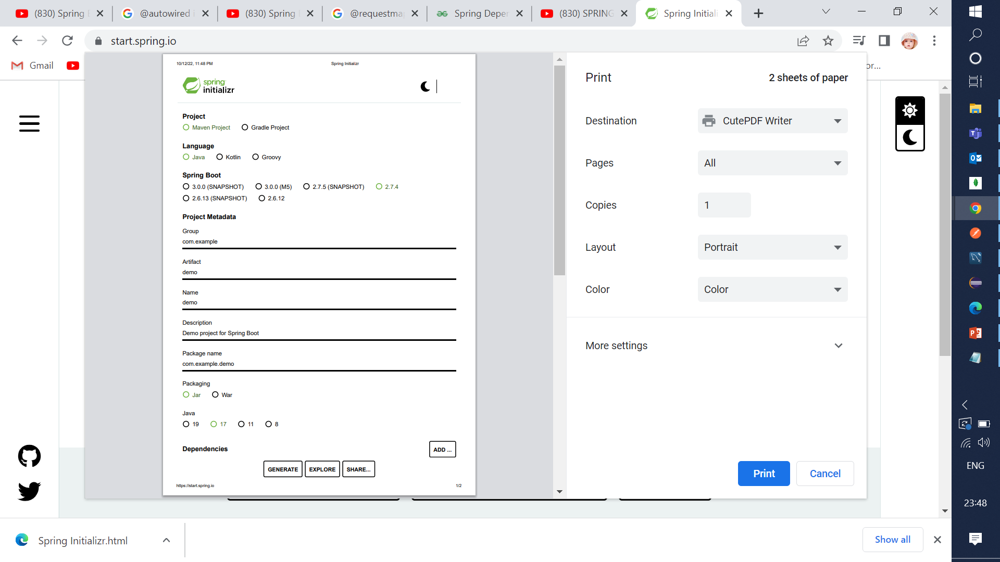 (830) Spring
@autowired i
(830) Spring
@requestma
Spring Deper
(830) SPRING
Spring Initiali
start.spring.io
Gmail
or...
10/12/22, 11:48 PM
Spring Initializr
spring
initializr
Project
Maven Project
Gradle Project
Language
Java
Kotlin
Groovy
Spring Boot
3.0.0 (SNAPSHOT)
3.0.0 (M5)
2.7.5 (SNAPSHOT)
2.7.4
2.6.13 (SNAPSHOT)
2.6.12
Project Metadata
Group
com.example
Artifact
demo
Name
demo
Description
Demo project for Spring Boot
Package name
com.example.demo
Packaging
Jar
War
Java
19
17
11
8
Dependencies
ADD ...
GENERATE
EXPLORE
SHARE...
https://start.spring.io
1/2
Print
2 sheets of paper
Destination
CutePDF Writer
Pages
All
Copies
1
Layout
Portrait
Color
Color
More settings
Print
Cancel
ENG
23:48
Spring Initializr.html
Show all